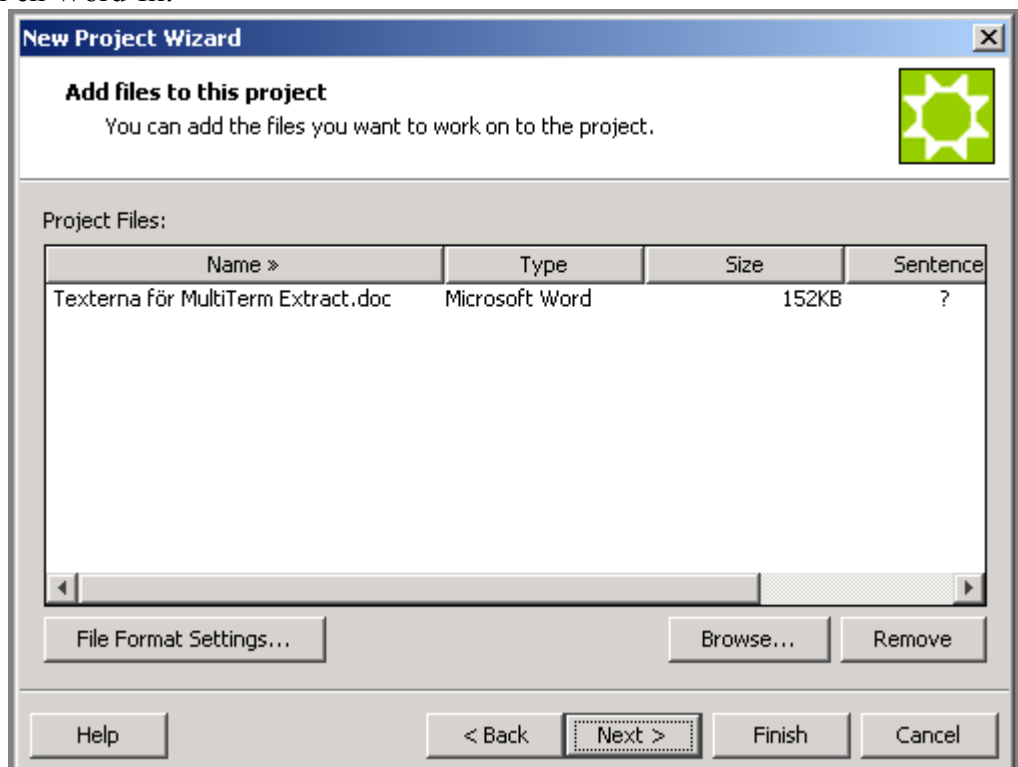 New Project Wizard
Add files to this project
You can add the files you want to work on to the project.
Project Files:
Name » Type Size Sentence
Texterna för MultiTerm Extract.doc Microsoft Word 152KB ?
File Format Settings... Browse... Remove
Help < Back Next > Finish Cancel